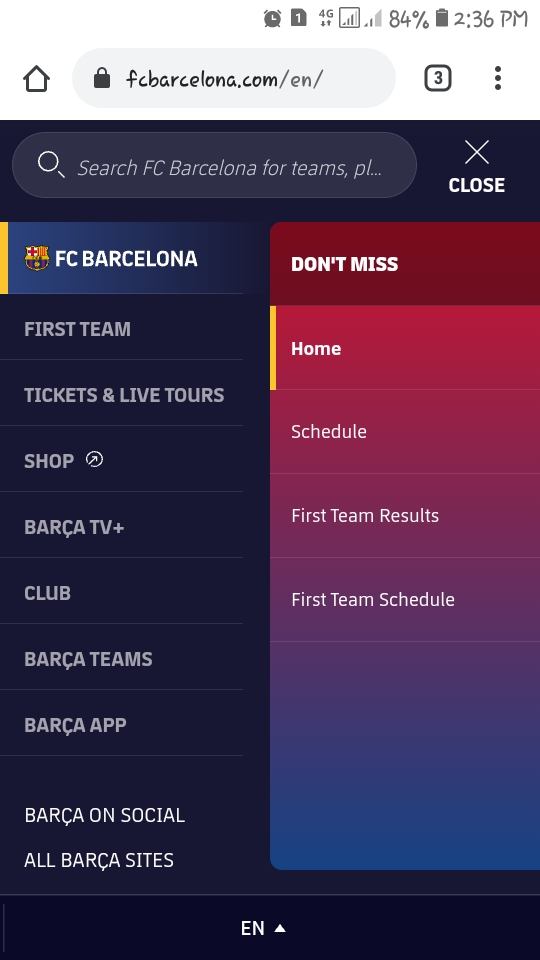 1 4G 84% 2:36 PM
fcbarcelona.com/en/ 3
Search FC Barcelona for teams, pl...
CLOSE
FC BARCELONA
FIRST TEAM
TICKETS & LIVE TOURS
SHOP
BARÇA TV+
CLUB
BARÇA TEAMS
BARÇA APP
BARÇA ON SOCIAL
ALL BARÇA SITES
DON'T MISS
Home
Schedule
First Team Results
First Team Schedule
EN